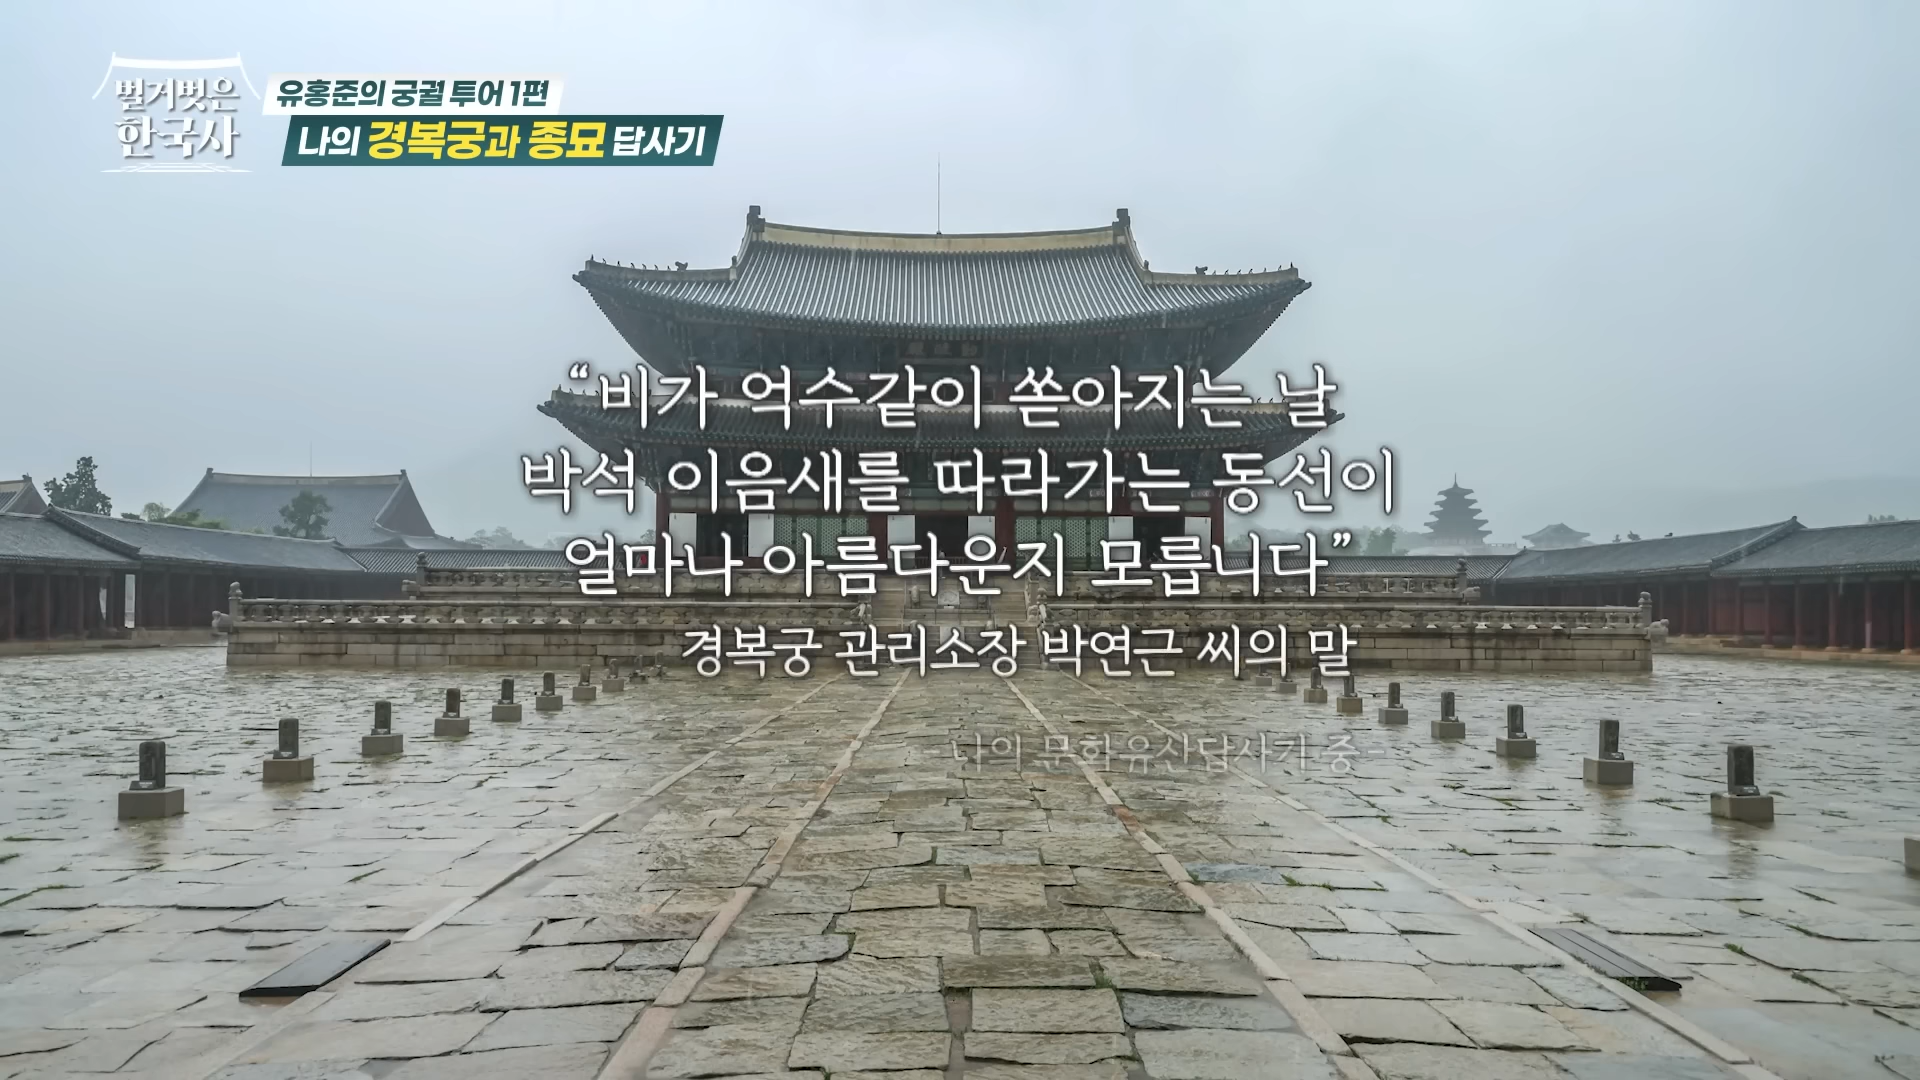 벌거벗은
한국사
유홍준의 궁궐 투어 1편
나의 경복궁과 종묘 답사기
“비가 억수같이 쏟아지는 날
박석 이음새를 따라가는 동선이
얼마나 아름다운지 모릅니다”
경복궁 관리소장 박연근 씨의 말
- 나의 문화유산답사기 중 -